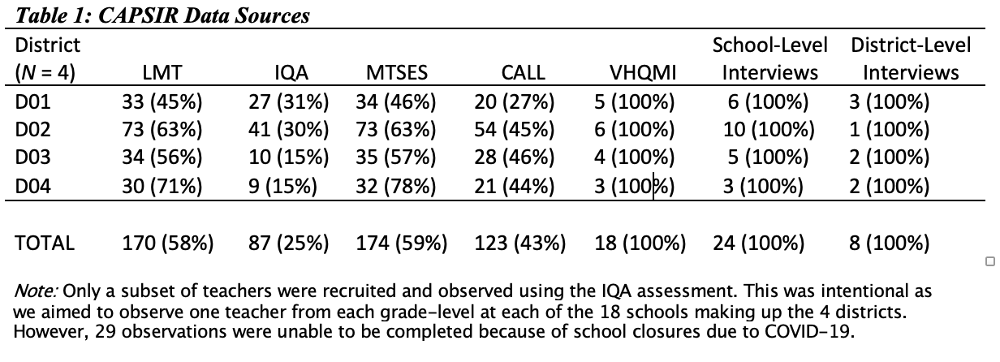 Table 1: CAPSIR Data Sources
District School-Level District-Level
(N = 4) LMT IQA MTSES CALL VHQMI Interviews Interviews
D01 33 (45%) 27 (31%) 34 (46%) 20 (27%) 5 (100%) 6 (100%) 3 (100%)
D02 73 (63%) 41 (30%) 73 (63%) 54 (45%) 6 (100%) 10 (100%) 1 (100%)
D03 34 (56%) 10 (15%) 35 (57%) 28 (46%) 4 (100%) 5 (100%) 2 (100%)
D04 30 (71%) 9 (15%) 32 (78%) 21 (44%) 3 (100%) 3 (100%) 2 (100%)
TOTAL 170 (58%) 87 (25%) 174 (59%) 123 (43%) 18 (100%) 24 (100%) 8 (100%)
Note: Only a subset of teachers were recruited and observed using the IQA assessment. This was intentional as
we aimed to observe one teacher from each grade-level at each of the 18 schools making up the 4 districts.
However, 29 observations were unable to be completed because of school closures due to COVID-19.